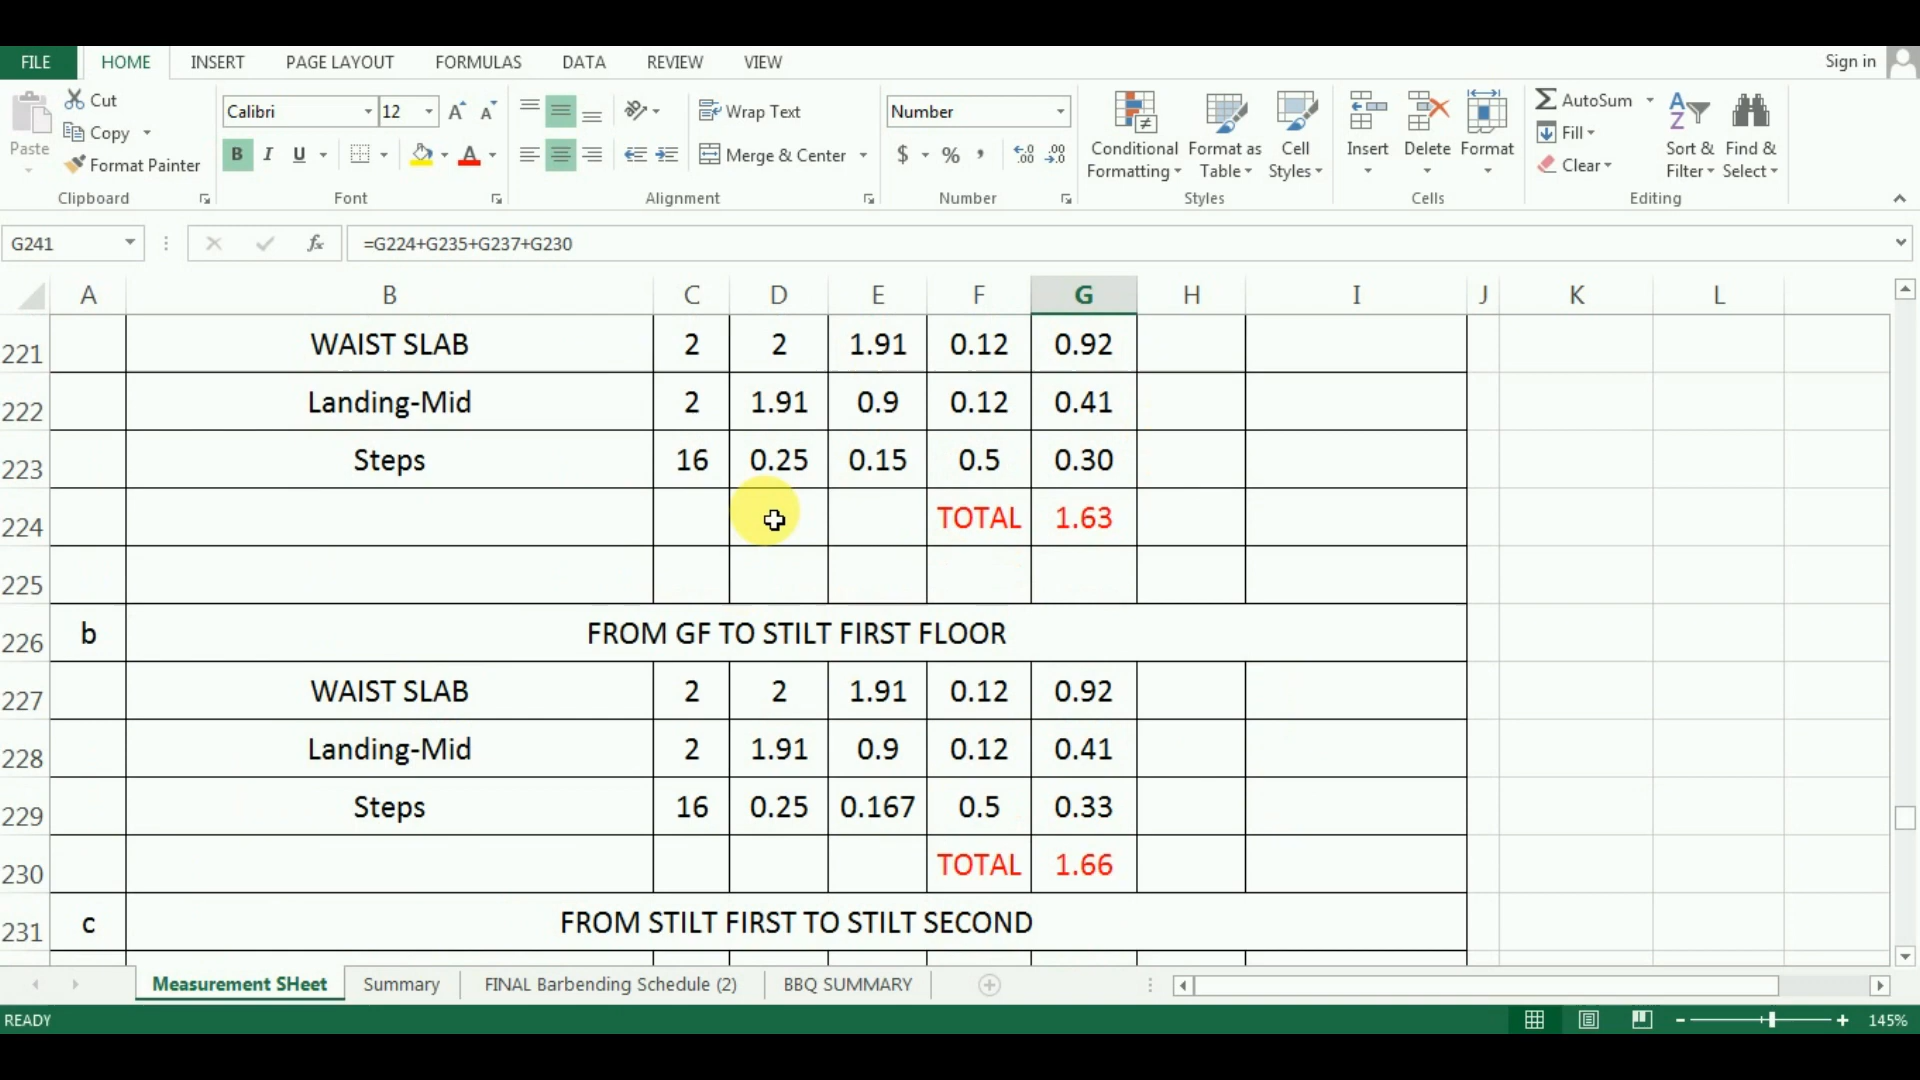 FILE HOME INSERT PAGE LAYOUT FORMULAS DATA REVIEW VIEW Sign in
Paste Cut Copy Format Painter Clipboard
Calibri 12 A A B I U A Font
Wrap Text Merge & Center Alignment
Number $ % , Number
Conditional Formatting Format as Table Cell Styles Styles
Insert Delete Format Cells
AutoSum Fill Clear Sort & Filter Find & Select Editing
G241 fx =G224+G235+G237+G230
A B C D E F G H I J K L
221 WAIST SLAB 2 2 1.91 0.12 0.92
222 Landing-Mid 2 1.91 0.9 0.12 0.41
223 Steps 16 0.25 0.15 0.5 0.30
224 TOTAL 1.63
225
226 b FROM GF TO STILT FIRST FLOOR
227 WAIST SLAB 2 2 1.91 0.12 0.92
228 Landing-Mid 2 1.91 0.9 0.12 0.41
229 Steps 16 0.25 0.167 0.5 0.33
230 TOTAL 1.66
231 c FROM STILT FIRST TO STILT SECOND
Measurement SHeet Summary FINAL Barbending Schedule (2) BBQ SUMMARY
READY 145%